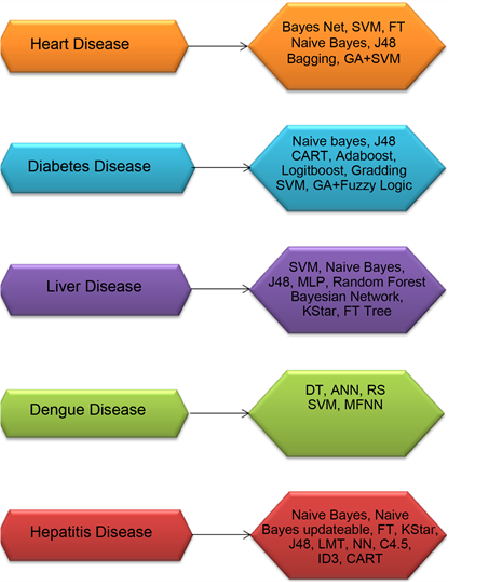 Heart Disease
Bayes Net, SVM, FT
Naive Bayes, J48
Bagging, GA+SVM
Diabetes Disease
Naive bayes, J48
CART, Adaboost,
Logitboost, Gradding
SVM, GA+Fuzzy Logic
Liver Disease
SVM, Naive Bayes,
J48, MLP, Random Forest
Bayesian Network,
KStar, FT Tree
Dengue Disease
DT, ANN, RS
SVM, MFNN
Hepatitis Disease
Naive Bayes, Naive
Bayes updateable, FT, KStar,
J48, LMT, NN, C4.5,
ID3, CART